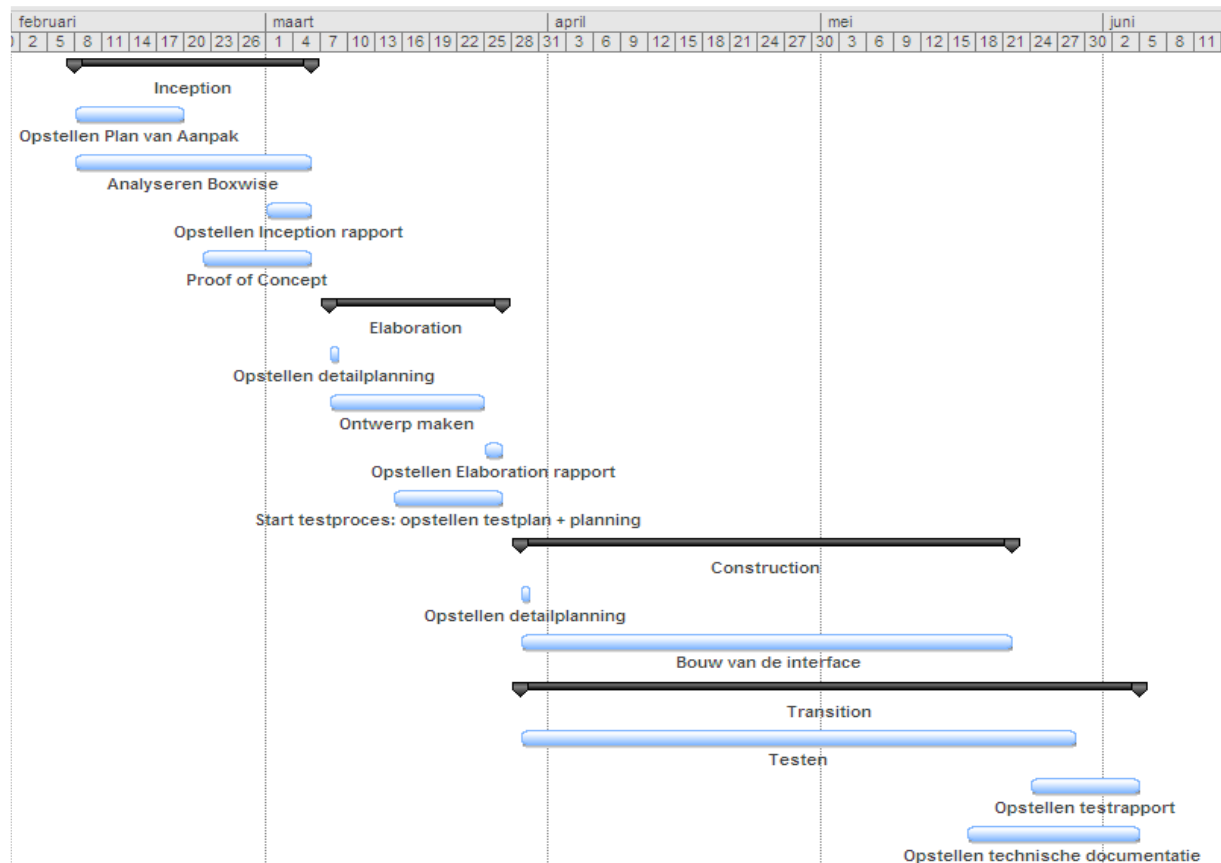 februari maart april mei juni
2 5 8 11 14 17 20 23 26 1 4 7 10 13 16 19 22 25 28 31 3 6 9 12 15 18 21 24 27 30 3 6 9 12 15 18 21 24 27 30 2 5 8 11
Inception
Opstellen Plan van Aanpak
Analyseren Boxwise
Opstellen Inception rapport
Proof of Concept
Elaboration
Opstellen detailplanning
Ontwerp maken
Opstellen Elaboration rapport
Start testproces: opstellen testplan + planning
Construction
Opstellen detailplanning
Bouw van de interface
Transition
Testen
Opstellen testrapport
Opstellen technische documentatie